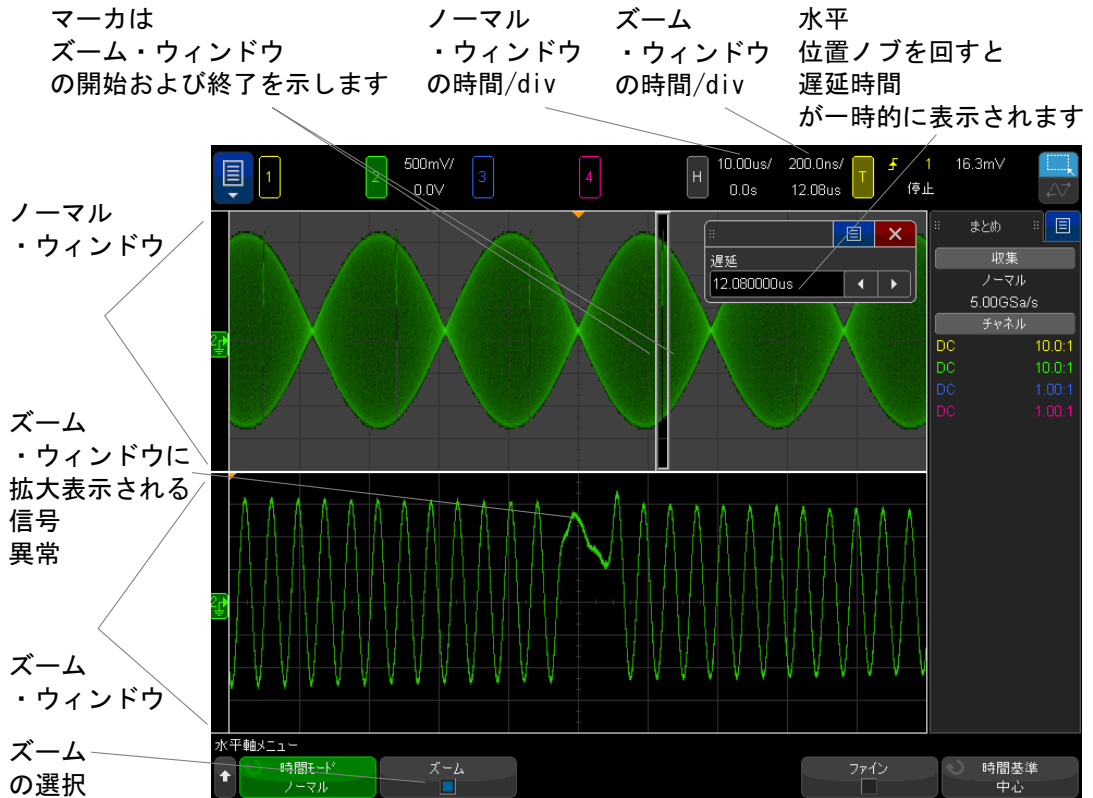 マーカは
ズーム・ウィンドウ
の開始および終了を示します
ノーマル
・ウィンドウ
の時間/div
ズーム
・ウィンドウ
の時間/div
水平
位置ノブを回すと
遅延時間
が一時的に表示されます
1
2
500mV/
0.0V
3
4
H
10.00us/
0.0s
200.0ns/
12.08us
T
1
16.3mV
停止
ノーマル
・ウィンドウ
遅延
12.080000us
まとめ
収集
ノーマル
5.00GSa/s
チャネル
DC 10.0:1
DC 10.0:1
DC 1.00:1
DC 1.00:1
2
ズーム
・ウィンドウに
拡大表示される
信号
異常
2
ズーム
・ウィンドウ
ズーム
の選択
水平軸メニュー
時間モード
ノーマル
ズーム
ファイン
時間基準
中心